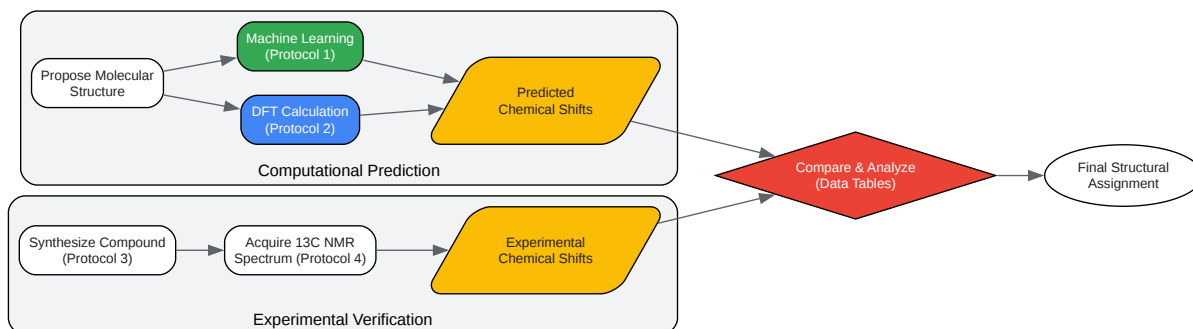 Machine Learning
(Protocol 1)
Propose Molecular
Structure
DFT Calculation
(Protocol 2)
Predicted
Chemical Shifts
Computational Prediction
Compare & Analyze
(Data Tables)
Final Structural
Assignment
Synthesize Compound
(Protocol 3)
Acquire 13C NMR
Spectrum (Protocol 4)
Experimental
Chemical Shifts
Experimental Verification